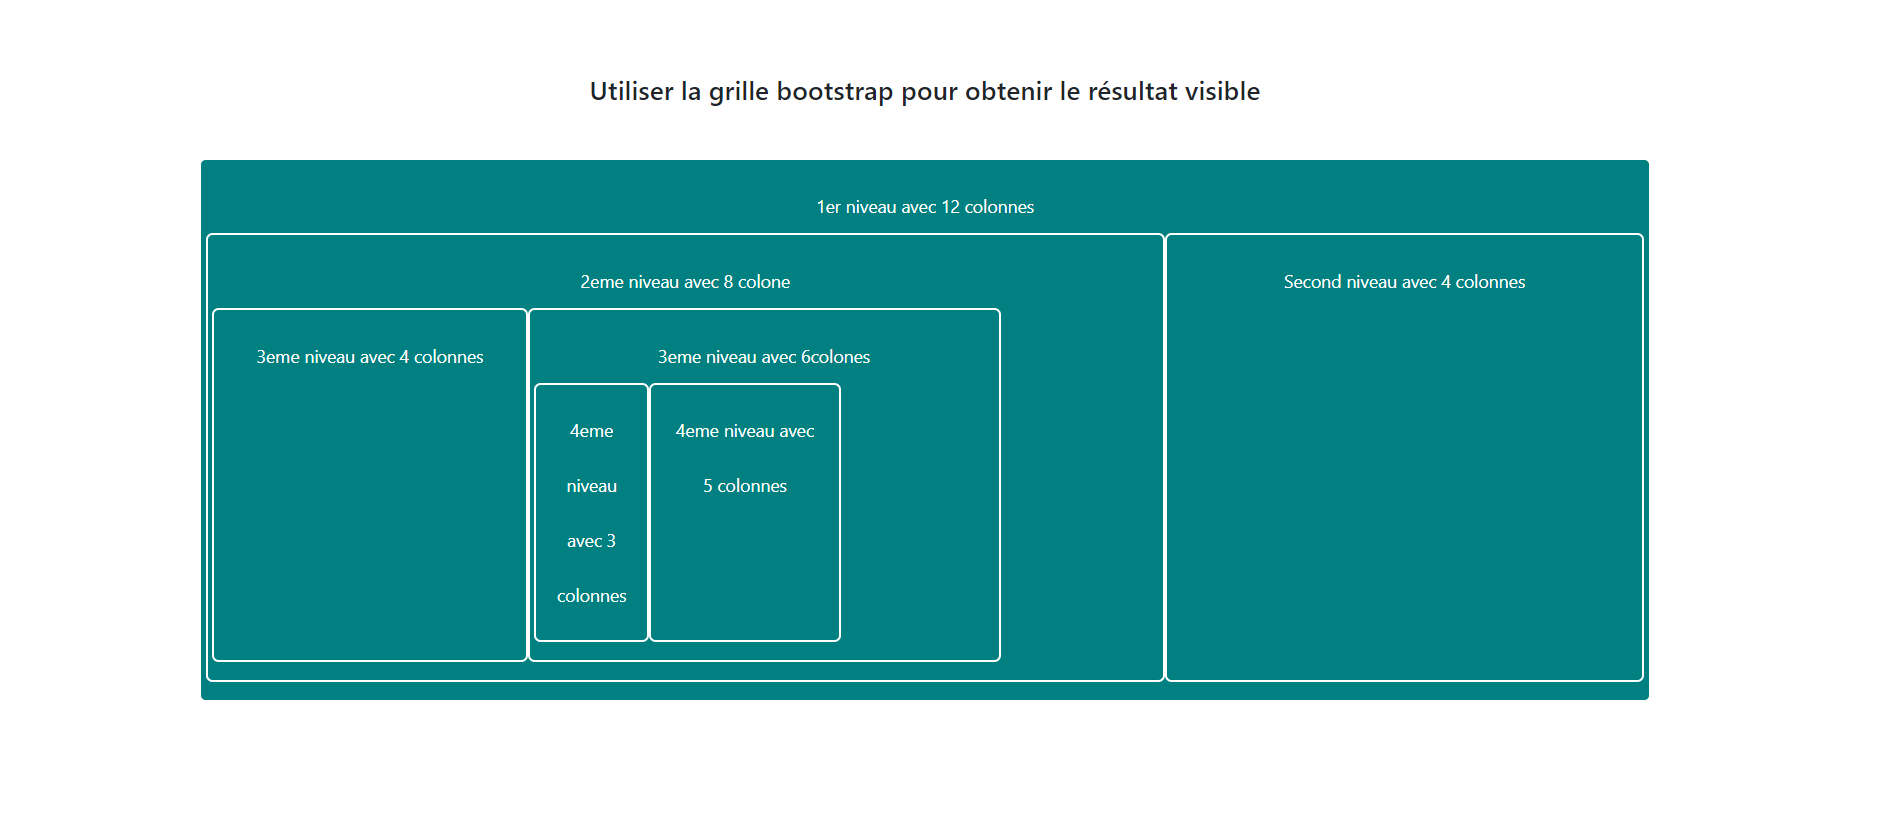 Utiliser la grille bootstrap pour obtenir le résultat visible
1er niveau avec 12 colonnes
2eme niveau avec 8 colone
Second niveau avec 4 colonnes
3eme niveau avec 4 colonnes
3eme niveau avec 6colones
4eme
niveau
avec 3
colonnes
4eme niveau avec
5 colonnes